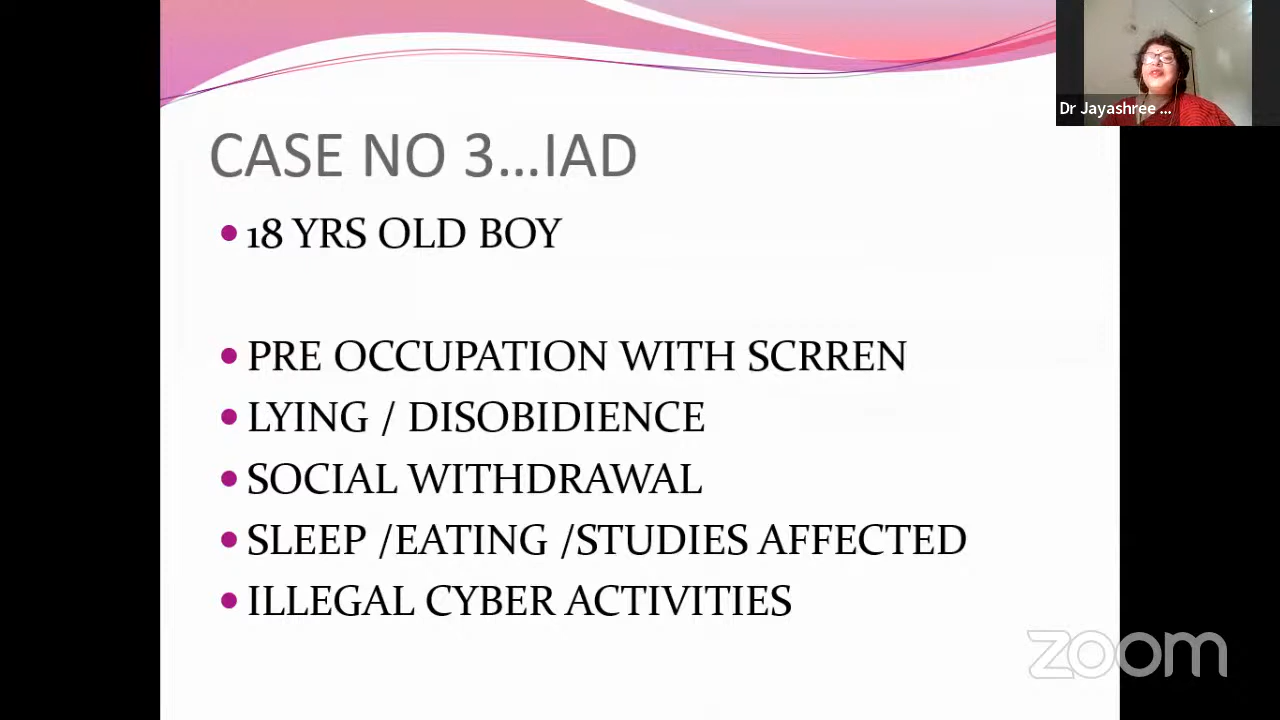 Dr Jayashree ...
CASE NO 3...IAD
• 18 YRS OLD BOY
• PRE OCCUPATION WITH SCRREN
• LYING / DISOBIDIENCE
• SOCIAL WITHDRAWAL
• SLEEP /EATING /STUDIES AFFECTED
• ILLEGAL CYBER ACTIVITIES
zoom